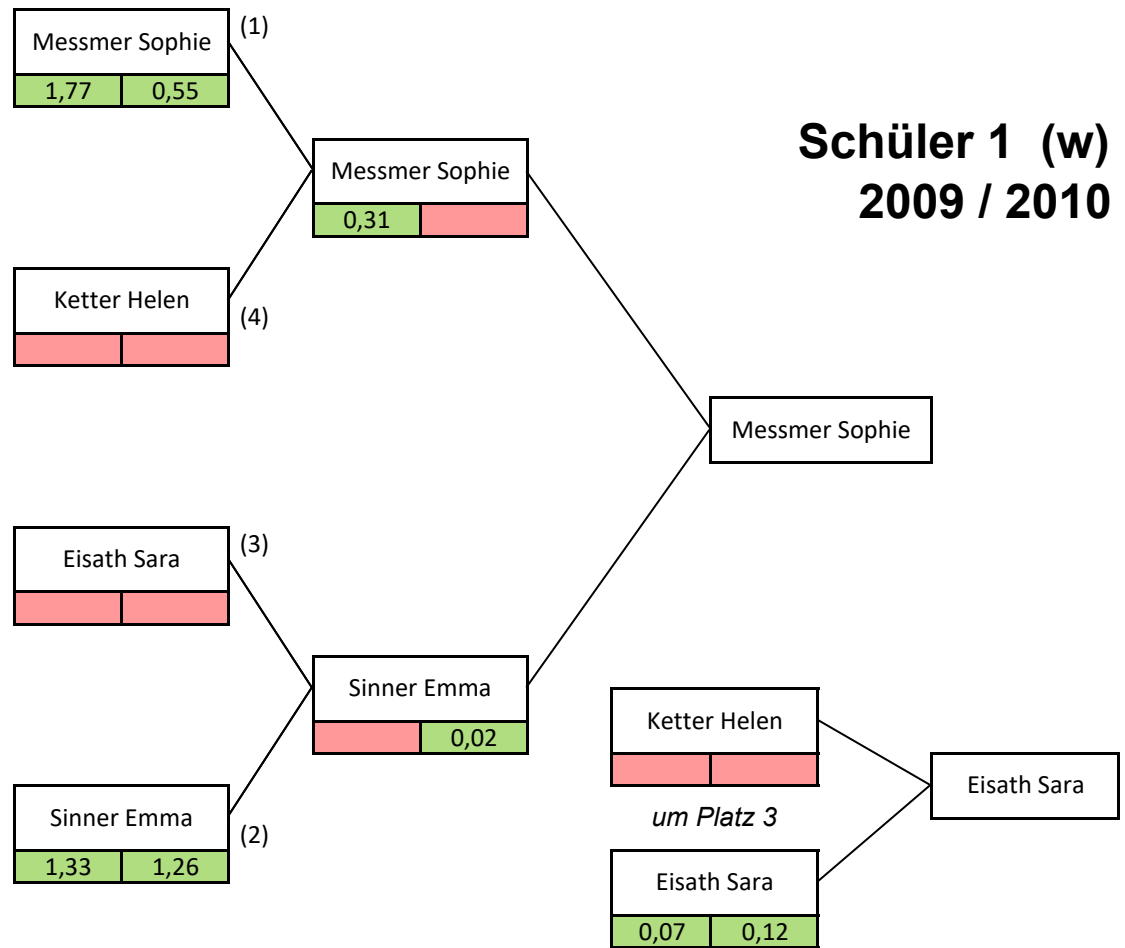 Messmer Sophie (1)
1,77 0,55
Schüler 1 (w)
2009 / 2010
Messmer Sophie
0,31
Ketter Helen
(4)
Messmer Sophie
Eisath Sara (3)
Sinner Emma
0,02
Ketter Helen
Eisath Sara
um Platz 3
Sinner Emma
(2)
1,33 1,26
Eisath Sara
0,07 0,12